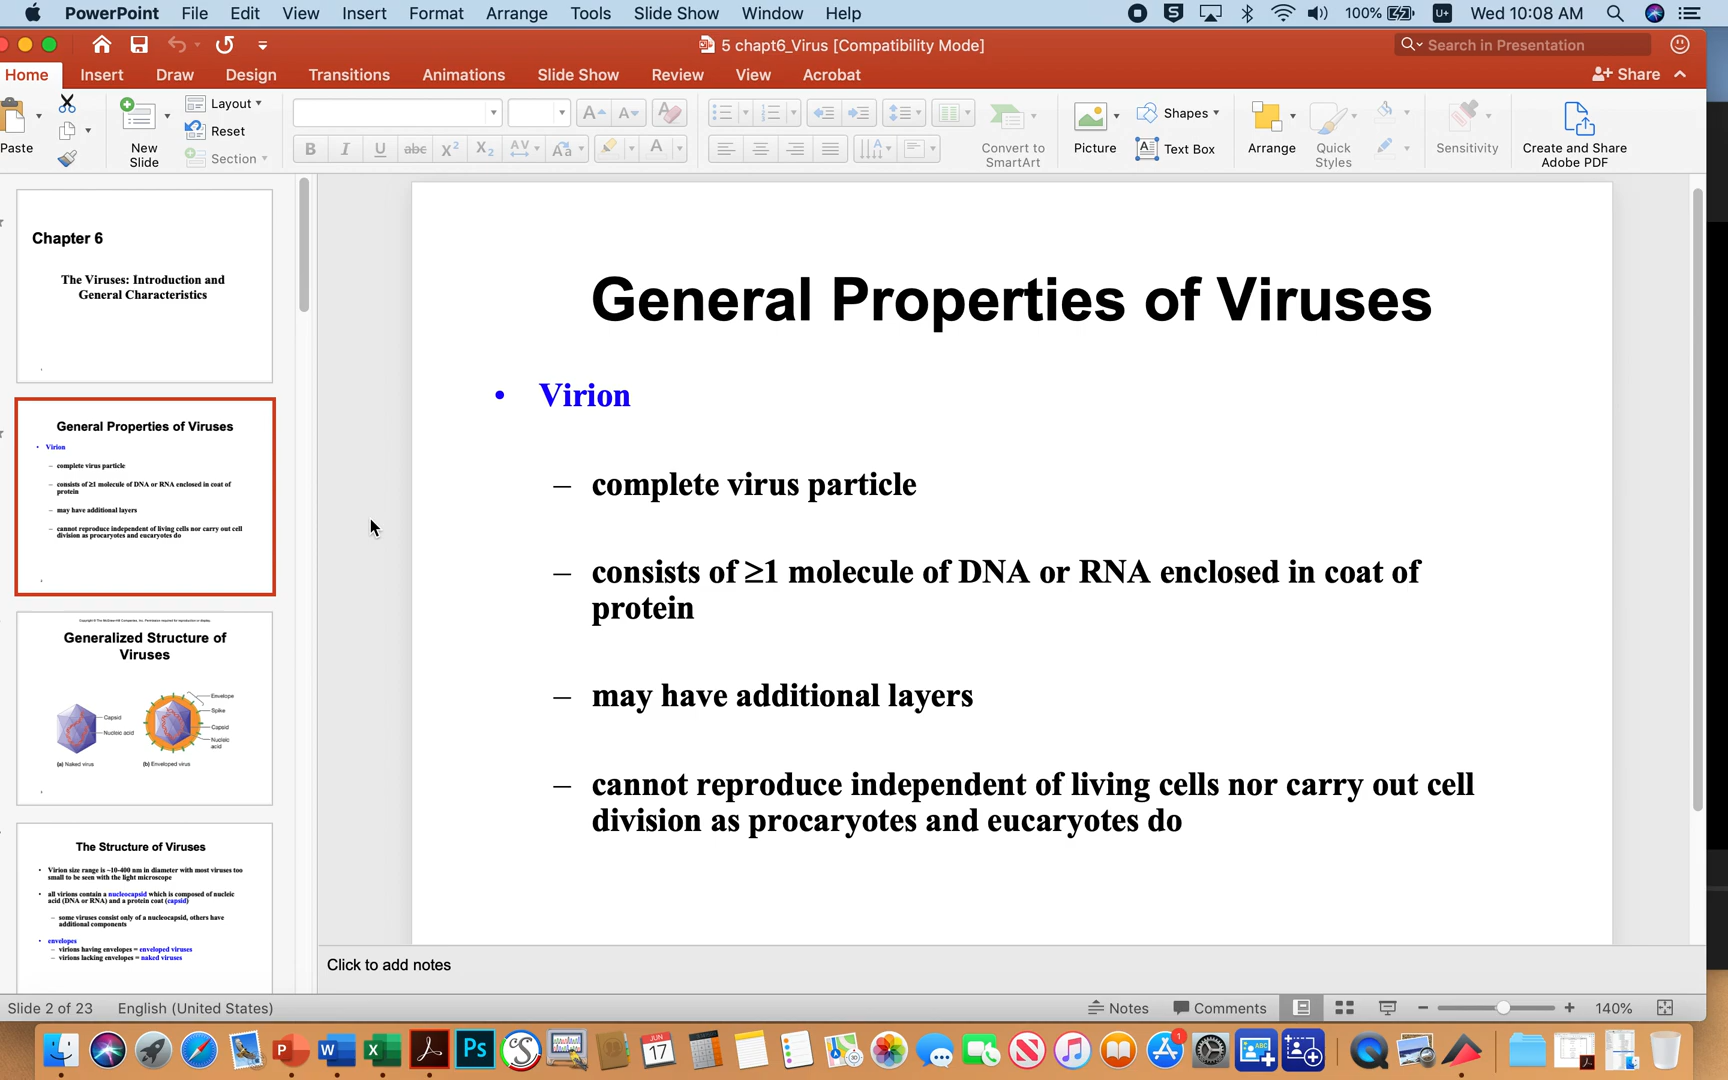 PowerPoint File Edit View Insert Format Arrange Tools Slide Show Window Help 100% Wed 10:08 AM
5 chapt6_Virus [Compatibility Mode]
Search in Presentation
Home Insert Draw Design Transitions Animations Slide Show Review View Acrobat Share
Paste
New Slide
Layout
Reset
Section
Convert to SmartArt
Picture
Shapes
Text Box
Arrange
Quick Styles
Sensitivity
Create and Share Adobe PDF
Chapter 6
The Viruses: Introduction and
General Characteristics
General Properties of Viruses
• Virion
– complete virus particle
– consists of ≥1 molecule of DNA or RNA enclosed in coat of
protein
– may have additional layers
– cannot reproduce independent of living cells nor carry out cell
division as procaryotes and eucaryotes do
Generalized Structure of
Viruses
Capsid
Nucleic acid
(a) Naked virus
Envelope
Spike
Capsid
Nucleic
acid
(b) Enveloped virus
The Structure of Viruses
• Virion size range is ~10-400 nm in diameter with most viruses too
small to be seen with the light microscope
• all virions contain a nucleocapsid which is composed of nucleic
acid (DNA or RNA) and a protein coat (capsid)
– some viruses consist only of a nucleocapsid, others have
additional components
• envelopes
– virions having envelopes = enveloped viruses
– virions lacking envelopes = naked viruses
General Properties of Viruses
• Virion
– complete virus particle
– consists of ≥1 molecule of DNA or RNA enclosed in coat of
protein
– may have additional layers
– cannot reproduce independent of living cells nor carry out cell
division as procaryotes and eucaryotes do
Click to add notes
Slide 2 of 23 English (United States) Notes Comments 140%
JUN
17